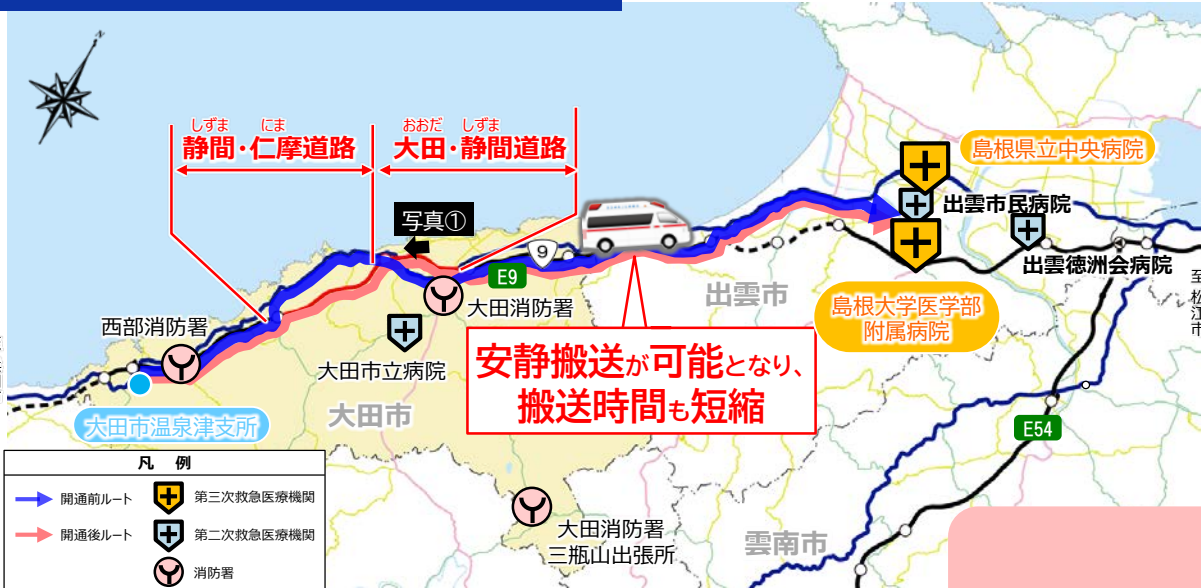 しずま にま
静間・仁摩道路
おおだ しずま
大田・静間道路
写真①
9
E9
島根県立中央病院
出雲市民病院
出雲徳洲会病院
至 松江市
島根大学医学部
附属病院
出雲市
西部消防署
大田消防署
大田市立病院
大田市
大田市温泉津支所
安静搬送が可能となり、
搬送時間も短縮
E54
大田消防署
三瓶山出張所
雲南市
凡 例
開通前ルート
第三次救急医療機関
開通後ルート
第二次救急医療機関
消防署